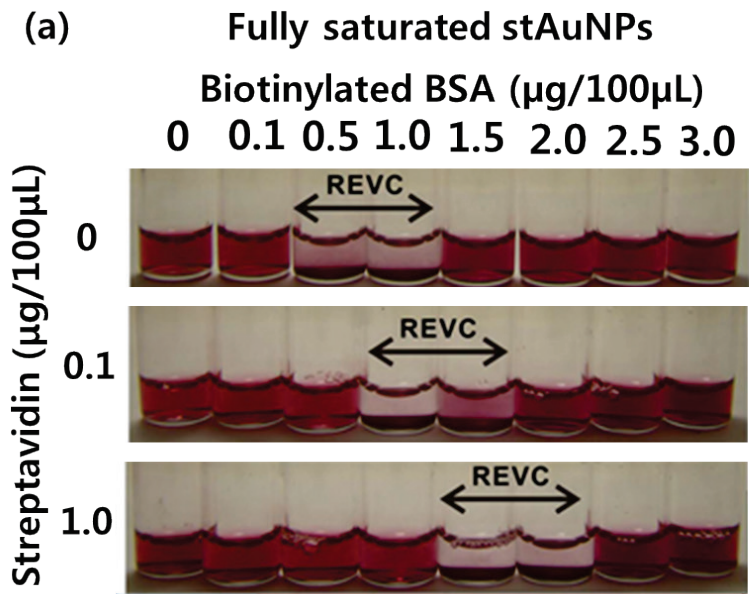 (a) Fully saturated stAuNPs
Biotinylated BSA (μg/100μL)
0 0.1 0.5 1.0 1.5 2.0 2.5 3.0
Streptavidin (μg/100μL)
REVC
0
REVC
0.1
REVC
1.0